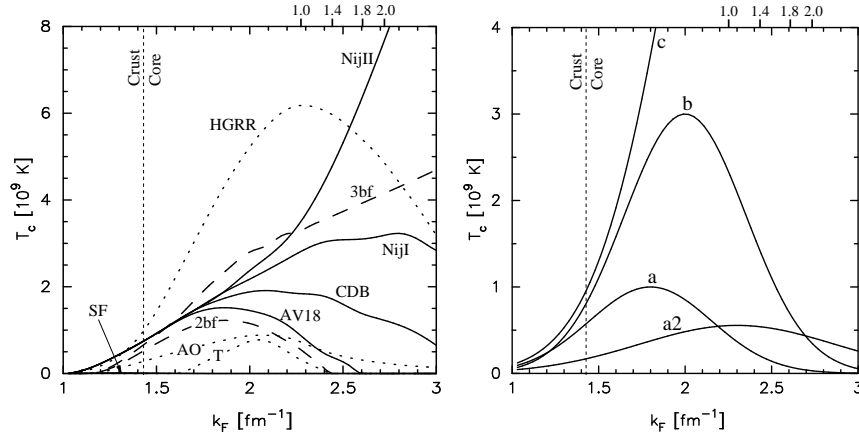 1.0 1.4 1.8 2.0
8
6
4
2
0
T_c [10^9 K]
Crust
Core
NijII
HGRR
3bf
NijI
CDB
SF
2bf
AV18
AO
T
1 1.5 2 2.5 3
k_F [fm^−1]
1.0 1.4 1.8 2.0
4
3
2
1
0
T_c [10^9 K]
Crust
Core
c
b
a
a2
1 1.5 2 2.5 3
k_F [fm^−1]